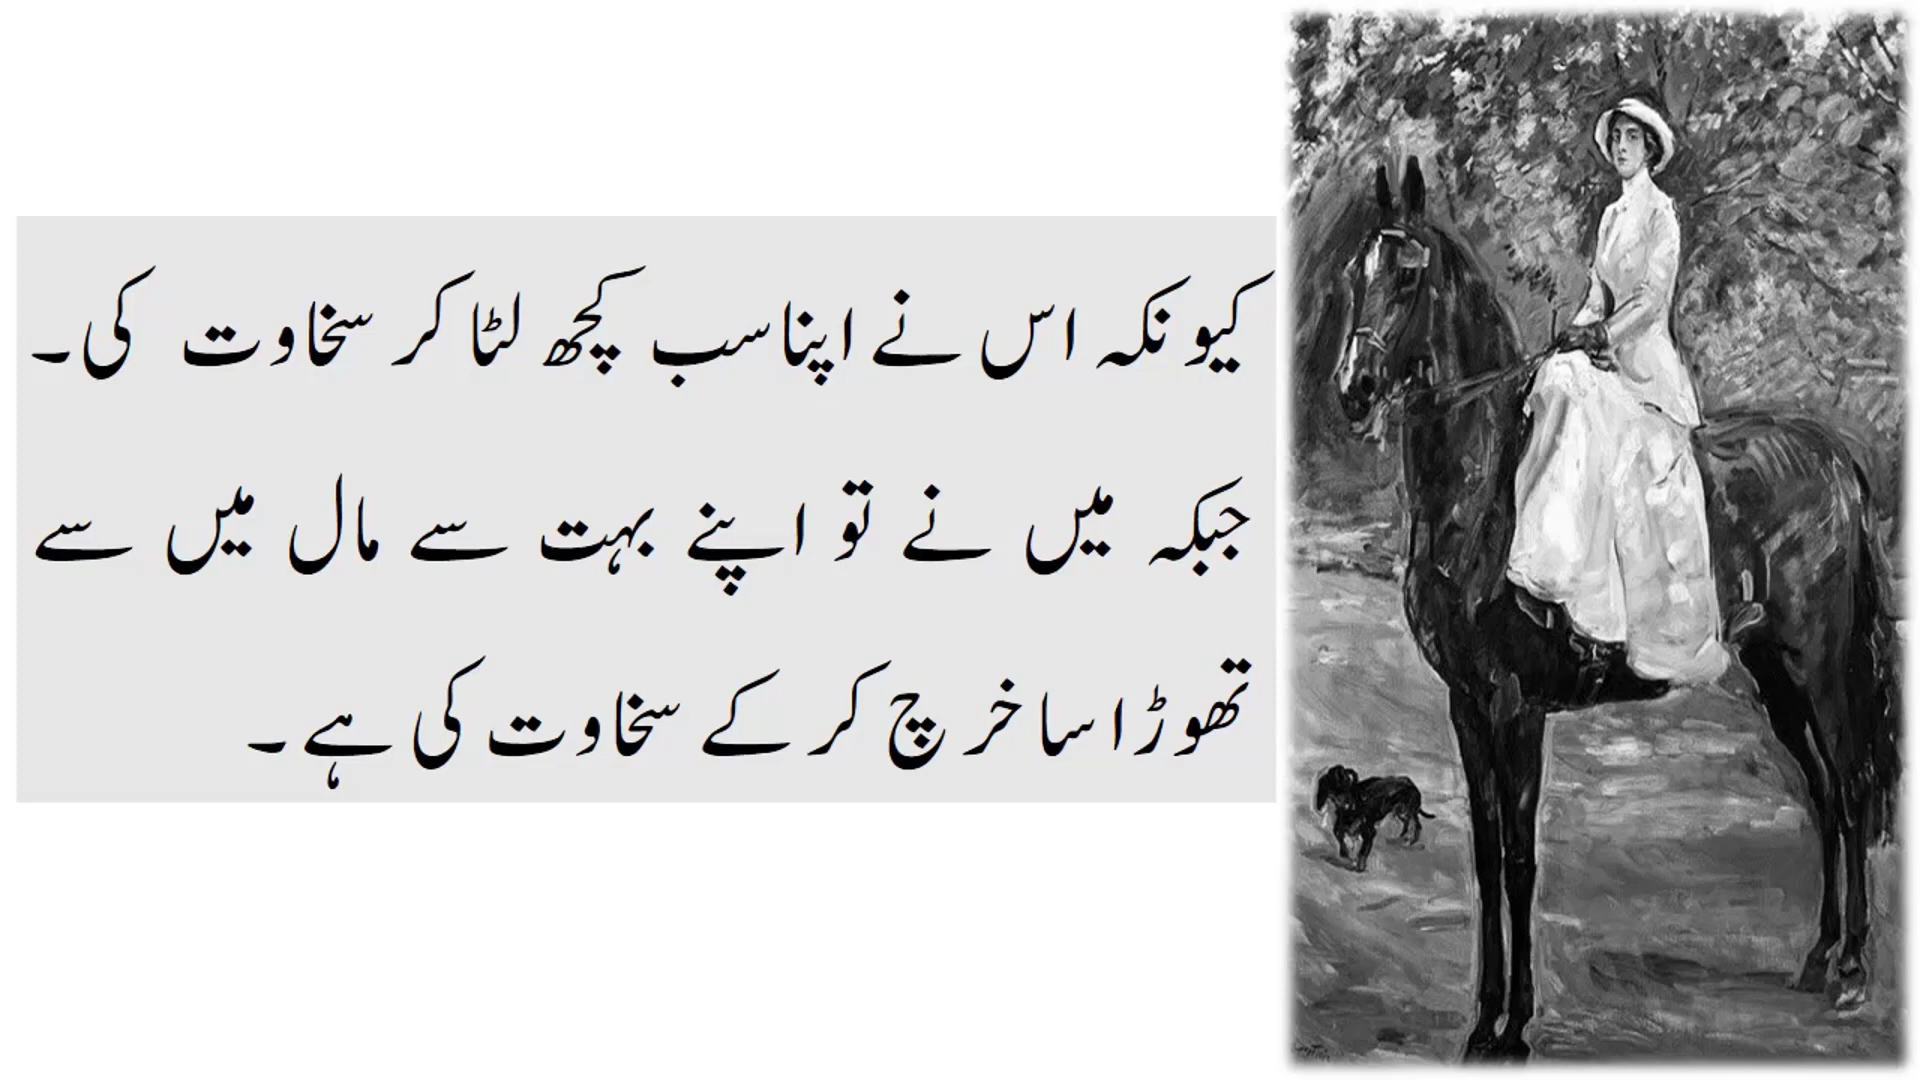 کیونکہ اس نے اپنا سب کچھ لٹا کر سخاوت کی۔
جبکہ میں نے تو اپنے بہت سے مال میں سے
تھوڑا سا خرچ کر کے سخاوت کی ہے۔